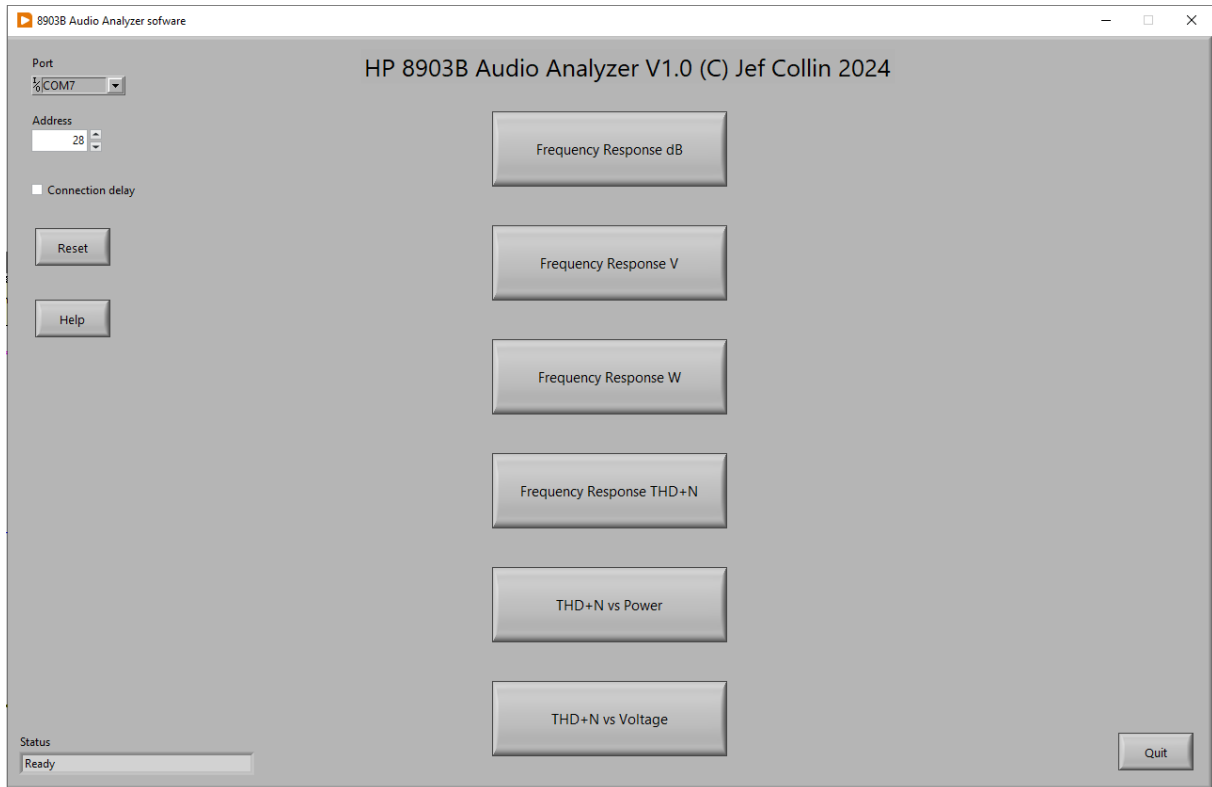 8903B Audio Analyzer sofware
HP 8903B Audio Analyzer V1.0 (C) Jef Collin 2024
Port
I/0 COM7
Address
28
Connection delay
Reset
Help
Frequency Response dB
Frequency Response V
Frequency Response W
Frequency Response THD+N
THD+N vs Power
THD+N vs Voltage
Status
Ready
Quit